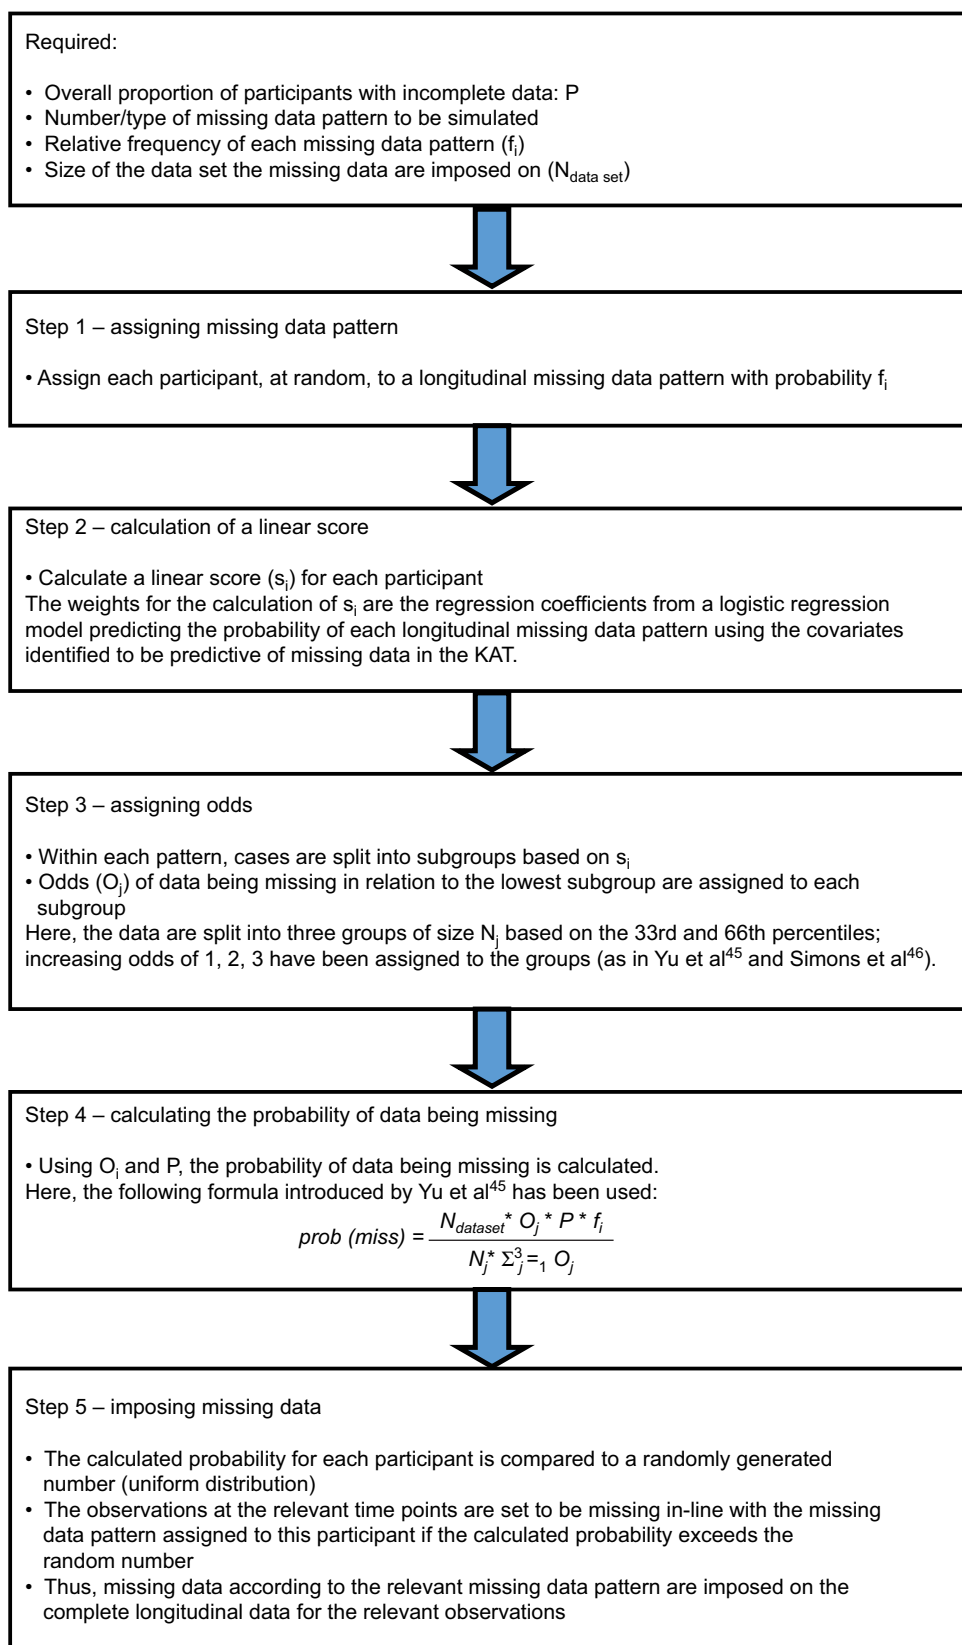 Required:
• Overall proportion of participants with incomplete data: P
• Number/type of missing data pattern to be simulated
• Relative frequency of each missing data pattern (fi)
• Size of the data set the missing data are imposed on (Ndata set)
Step 1 – assigning missing data pattern
• Assign each participant, at random, to a longitudinal missing data pattern with probability fi
Step 2 – calculation of a linear score
• Calculate a linear score (si) for each participant
The weights for the calculation of si are the regression coefficients from a logistic regression
model predicting the probability of each longitudinal missing data pattern using the covariates
identified to be predictive of missing data in the KAT.
Step 3 – assigning odds
• Within each pattern, cases are split into subgroups based on si
• Odds (Oj) of data being missing in relation to the lowest subgroup are assigned to each
subgroup
Here, the data are split into three groups of size Nj based on the 33rd and 66th percentiles;
increasing odds of 1, 2, 3 have been assigned to the groups (as in Yu et al45 and Simons et al46).
Step 4 – calculating the probability of data being missing
• Using Oi and P, the probability of data being missing is calculated.
Here, the following formula introduced by Yu et al45 has been used:
prob (miss) = Ndataset* Oj * P * fi
Nj* Σ3j=1 Oj
Step 5 – imposing missing data
• The calculated probability for each participant is compared to a randomly generated
number (uniform distribution)
• The observations at the relevant time points are set to be missing in-line with the missing
data pattern assigned to this participant if the calculated probability exceeds the
random number
• Thus, missing data according to the relevant missing data pattern are imposed on the
complete longitudinal data for the relevant observations